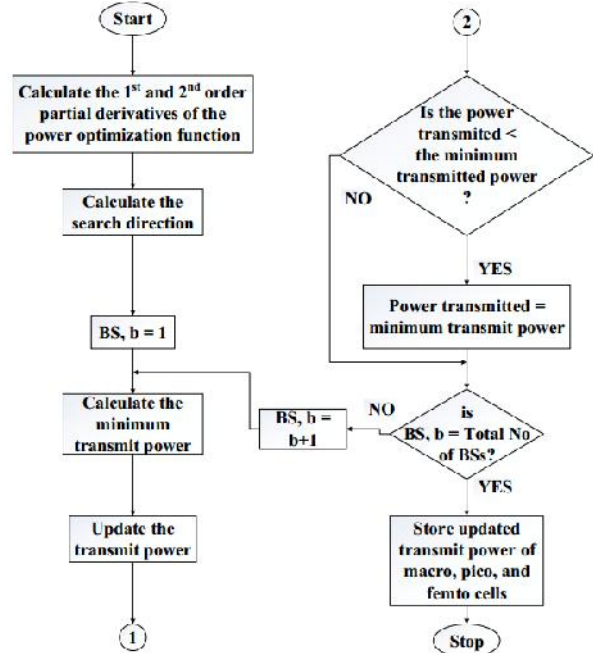 Start
Calculate the 1st and 2nd order
partial derivatives of the
power optimization function
Calculate the
search direction
BS, b = 1
Calculate the
minimum
transmit power
Update the
transmit power
1
2
Is the power
transmited <
the minimum
transmitted power
?
NO
YES
Power transmitted =
minimum transmit power
is
BS, b = Total No
of BSs?
NO
BS, b =
b+1
YES
Store updated
transmit power of
macro, pico, and
femto cells
Stop